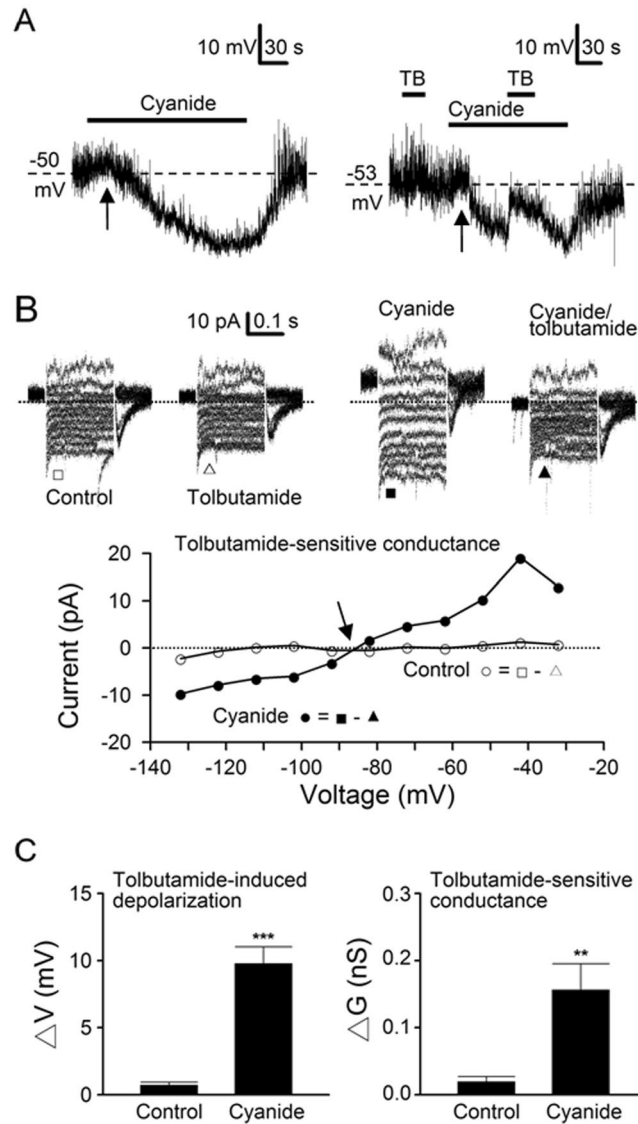 A
10 mV 30 s
10 mV 30 s
TB TB
Cyanide
Cyanide
-50
mV
-53
mV
B
10 pA 0.1 s
Cyanide
Cyanide/
tolbutamide
□
△
■
▲
Control
Tolbutamide
Tolbutamide-sensitive conductance
20
10
0
-10
-20
Current (pA)
Control ○ = □ - △
Cyanide ● = ■ - ▲
-140 -120 -100 -80 -60 -40 -20
Voltage (mV)
C
Tolbutamide-induced
depolarization
15
10
5
0
△V (mV)
***
Control Cyanide
Tolbutamide-sensitive
conductance
0.3
0.2
0.1
0.0
△G (nS)
**
Control Cyanide